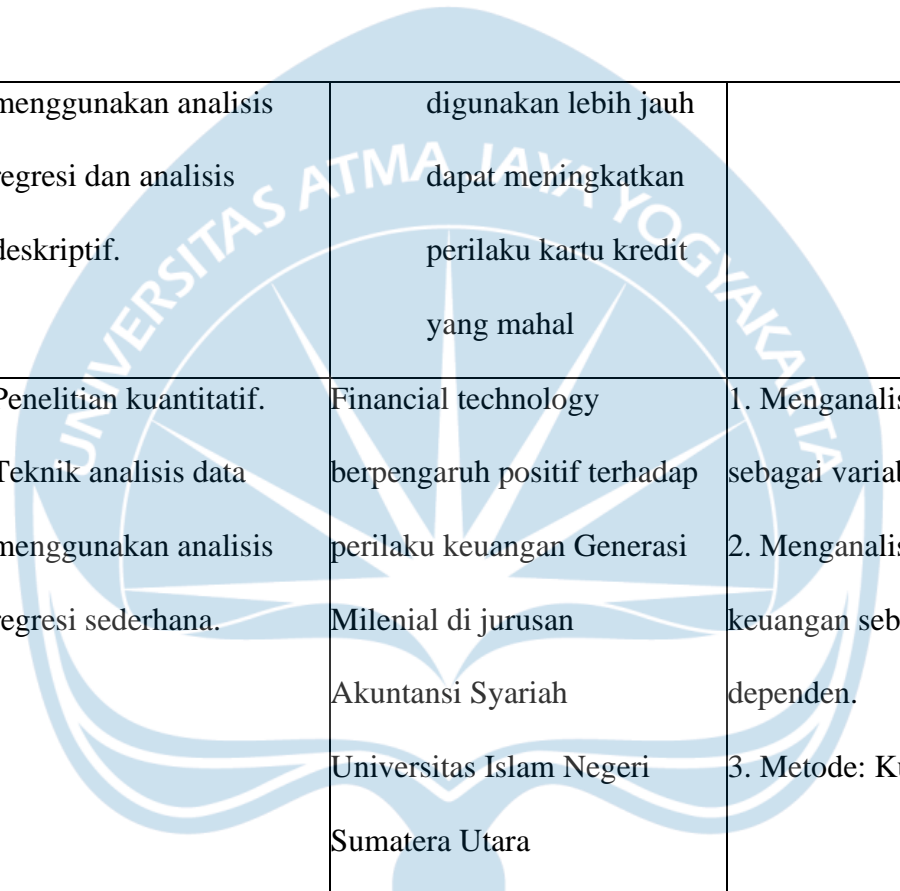 UNIVERSITAS ATMA JAYA YOGYAKARTA
menggunakan analisis
regresi dan analisis
deskriptif.
digunakan lebih jauh
dapat meningkatkan
perilaku kartu kredit
yang mahal
Penelitian kuantitatif.
Teknik analisis data
menggunakan analisis
regresi sederhana.
Financial technology
berpengaruh positif terhadap
perilaku keuangan Generasi
Milenial di jurusan
Akuntansi Syariah
Universitas Islam Negeri
Sumatera Utara
1. Menganalis
sebagai variab
2. Menganalis
keuangan seb
dependen.
3. Metode: Ku